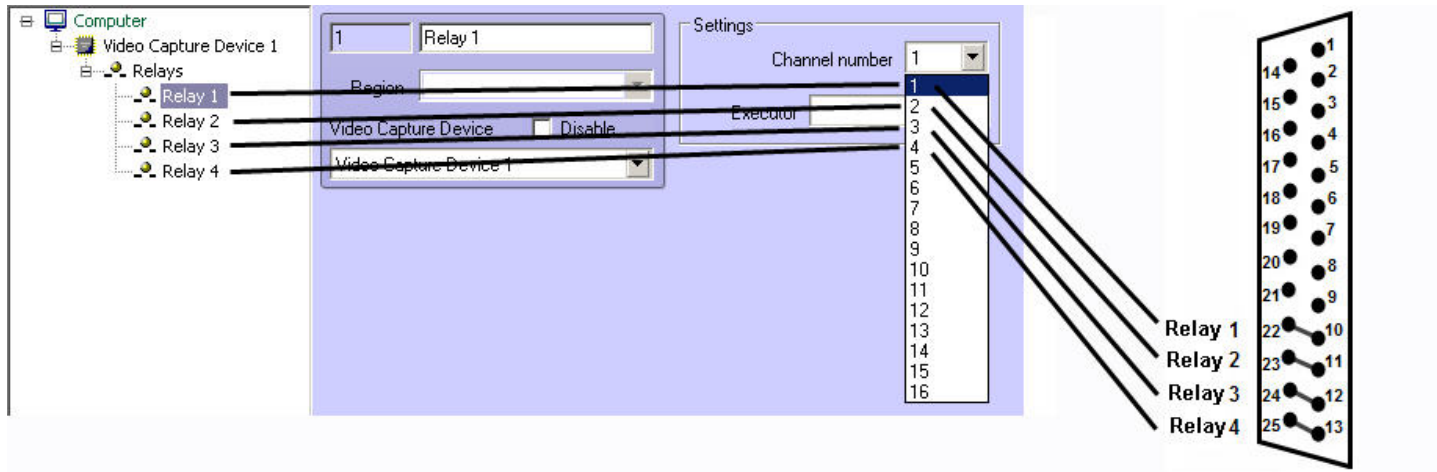 Computer
Video Capture Device 1
Relays
Relay 1
Relay 2
Relay 3
Relay 4
1 Relay 1
Region
Video Capture Device Disable
Video Capture Device 1
Settings
Channel number 1
Executor
1
2
3
4
5
6
7
8
9
10
11
12
13
14
15
16
Relay 1
Relay 2
Relay 3
Relay 4
1
14 2
15 3
16 4
17 5
18 6
19 7
20 8
21 9
22 10
23 11
24 12
25 13